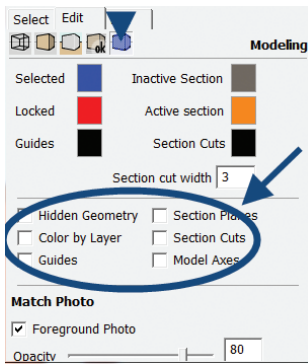 Select Edit
ok
Modeling
Selected Inactive Section
Locked Active section
Guides Section Cuts
Section cut width 3
Hidden Geometry Section Planes
Color by Layer Section Cuts
Guides Model Axes
Match Photo
Foreground Photo
Opacity 80